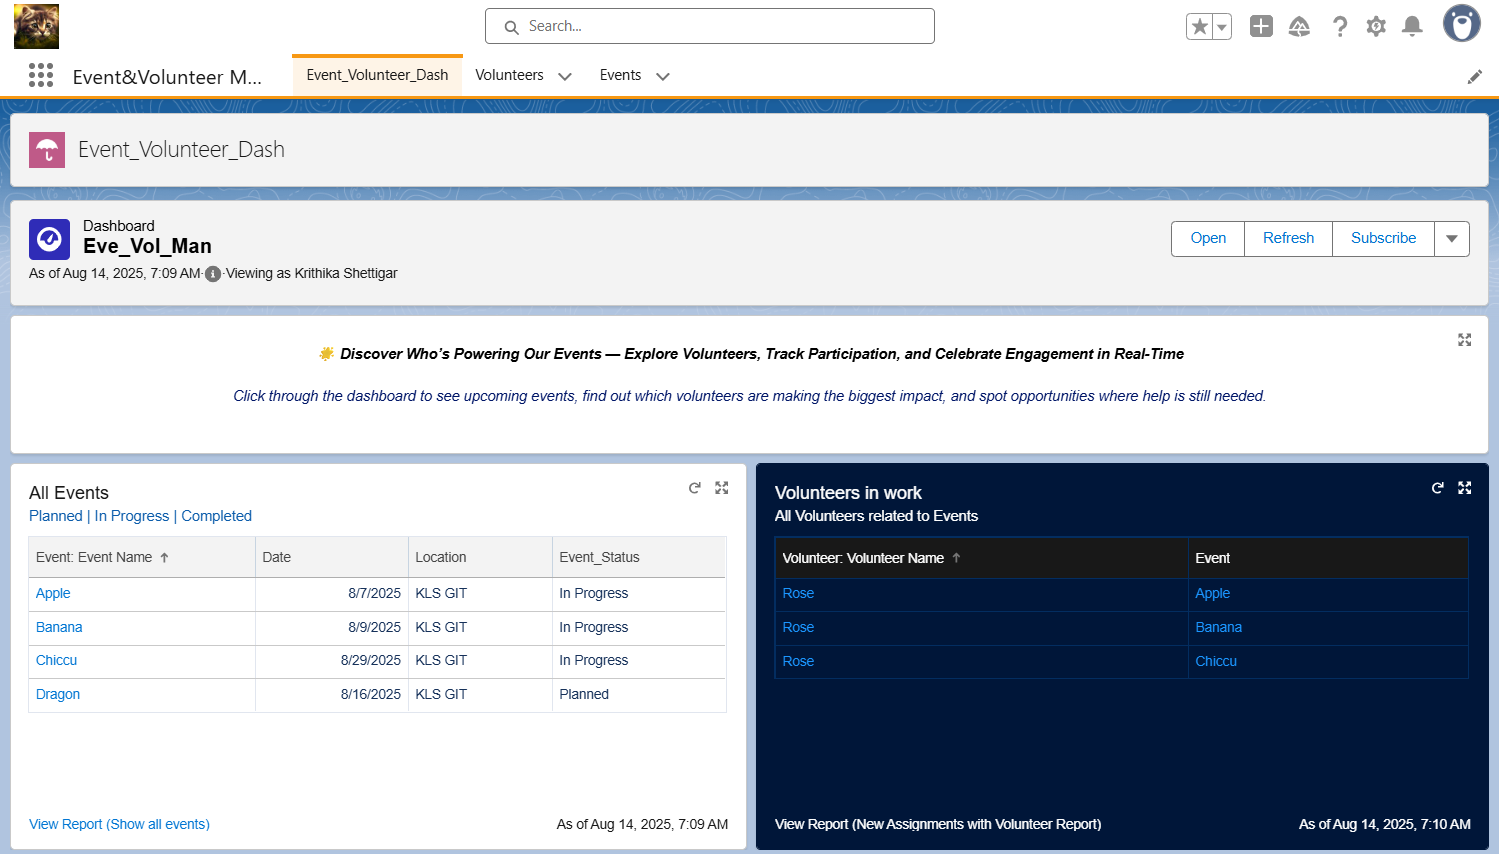 Search...
Event&Volunteer M...
Event_Volunteer_Dash
Volunteers
Events
Event_Volunteer_Dash
Dashboard
Eve_Vol_Man
As of Aug 14, 2025, 7:09 AM·Viewing as Krithika Shettigar
Open
Refresh
Subscribe
Discover Who’s Powering Our Events — Explore Volunteers, Track Participation, and Celebrate Engagement in Real-Time
Click through the dashboard to see upcoming events, find out which volunteers are making the biggest impact, and spot opportunities where help is still needed.
All Events
Planned | In Progress | Completed
Event: Event Name ↑ Date Location Event_Status
Apple 8/7/2025 KLS GIT In Progress
Banana 8/9/2025 KLS GIT In Progress
Chiccu 8/29/2025 KLS GIT In Progress
Dragon 8/16/2025 KLS GIT Planned
View Report (Show all events)
As of Aug 14, 2025, 7:09 AM
Volunteers in work
All Volunteers related to Events
Volunteer: Volunteer Name ↑ Event
Rose Apple
Rose Banana
Rose Chiccu
View Report (New Assignments with Volunteer Report)
As of Aug 14, 2025, 7:10 AM